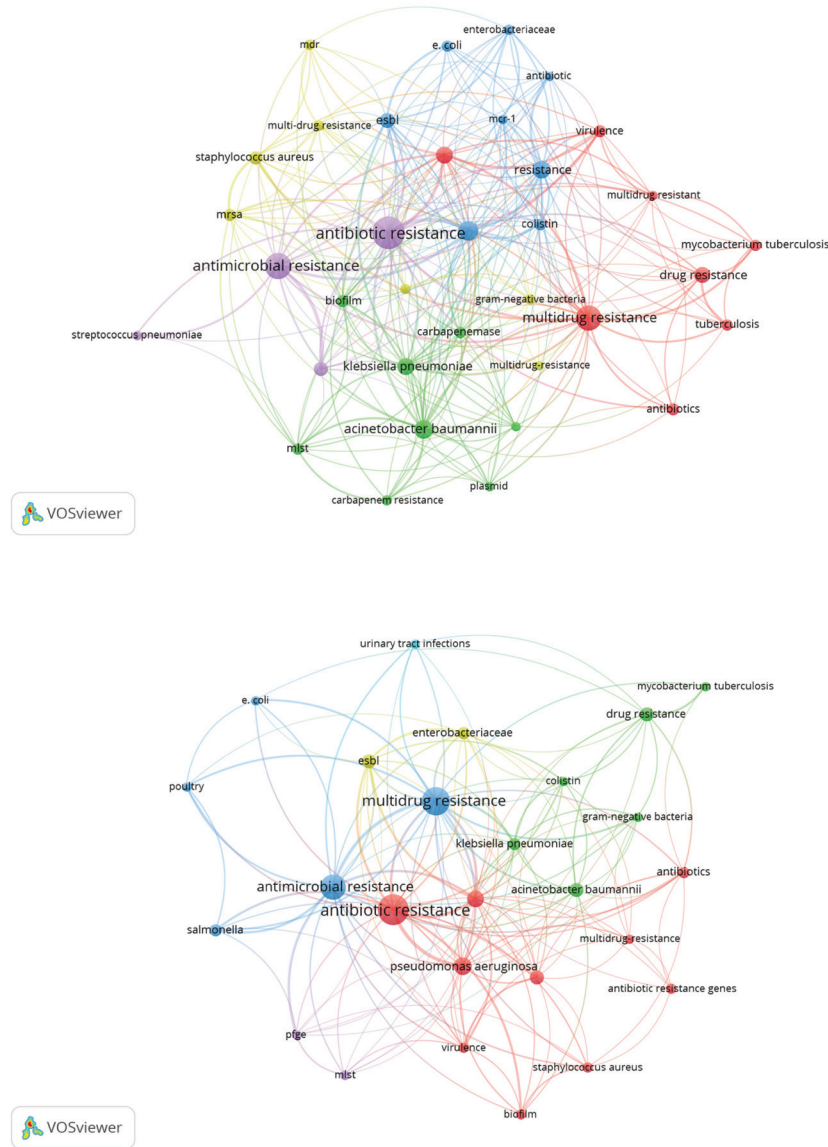 mdr
e. coli
enterobacteriaceae
antibiotic
multi-drug resistance
esbl
mcr-1
virulence
staphylococcus aureus
resistance
multidrug resistant
mrsa
antibiotic resistance
colistin
mycobacterium tuberculosis
antimicrobial resistance
drug resistance
biofilm
gram-negative bacteria
multidrug resistance
tuberculosis
streptococcus pneumoniae
carbapenemase
klebsiella pneumoniae
multidrug-resistance
antibiotics
acinetobacter baumannii
mlst
plasmid
carbapenem resistance
VOSviewer
urinary tract infections
mycobacterium tuberculosis
e. coli
drug resistance
enterobacteriaceae
esbl
poultry
colistin
multidrug resistance
gram-negative bacteria
klebsiella pneumoniae
antibiotics
antimicrobial resistance
acinetobacter baumannii
antibiotic resistance
salmonella
multidrug-resistance
pseudomonas aeruginosa
antibiotic resistance genes
pfge
virulence
staphylococcus aureus
mlst
biofilm
VOSviewer